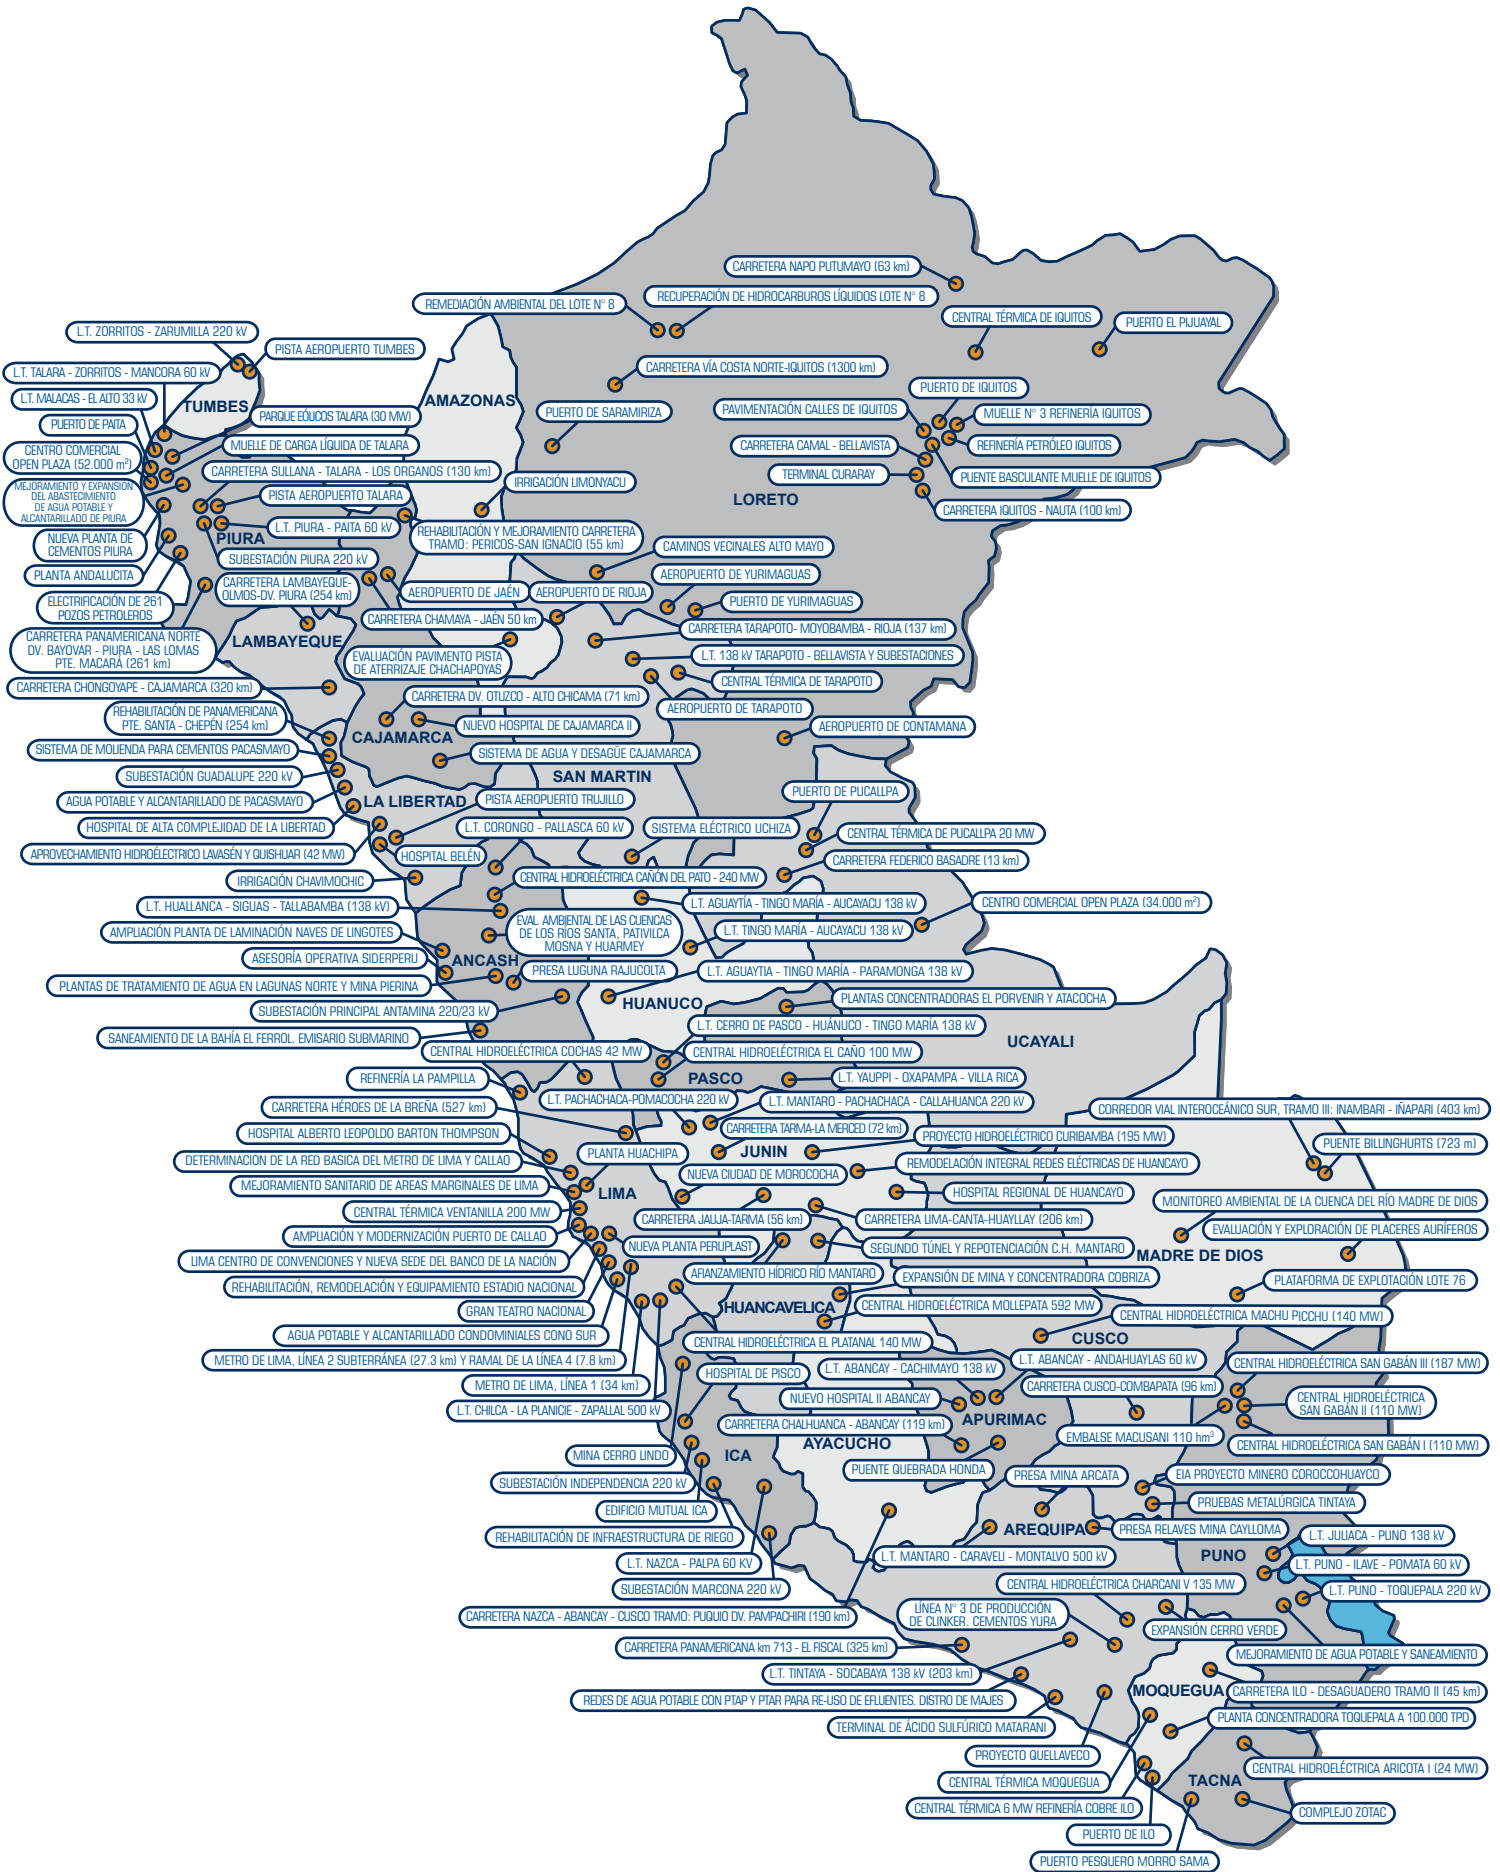 CARRETERA NAPO PUTUMAYO (63 km)
REMEDIACIÓN AMBIENTAL DEL LOTE N° 8
RECUPERACIÓN DE HIDROCARBUROS LÍQUIDOS LOTE N° 8
CENTRAL TÉRMICA DE IQUITOS
PUERTO EL PIJUAYAL
L.T. ZORRITOS - ZARUMILLA 220 kV
PISTA AEROPUERTO TUMBES
L.T. TALARA - ZORRITOS - MANCORA 60 kV
CARRETERA VÍA COSTA NORTE-IQUITOS (1300 km)
PUERTO DE IQUITOS
L.T. MALACAS - EL ALTO 33 kV
TUMBES
AMAZONAS
PARQUE EÓLICOS TALARA (30 MW)
PUERTO DE SARAMIRIZA
PAVIMENTACIÓN CALLES DE IQUITOS
MUELLE N° 3 REFINERÍA IQUITOS
PUERTO DE PAITA
MUELLE DE CARGA LÍQUIDA DE TALARA
CARRETERA CAMAL - BELLAVISTA
REFINERÍA PETRÓLEO IQUITOS
CENTRO COMERCIAL
OPEN PLAZA (52.000 m²)
CARRETERA SULLANA - TALARA - LOS ORGANOS (130 km)
TERMINAL CURARAY
PUENTE BASCULANTE MUELLE DE IQUITOS
MEJORAMIENTO Y EXPANSIÓN
DEL ABASTECIMIENTO
DE AGUA POTABLE Y
ALCANTARILLADO DE PIURA
PISTA AEROPUERTO TALARA
IRRIGACIÓN LIMONYACU
LORETO
CARRETERA IQUITOS - NAUTA (100 km)
L.T. PIURA - PAITA 60 kV
PIURA
REHABILITACIÓN Y MEJORAMIENTO CARRETERA
TRAMO: PERICOS-SAN IGNACIO (55 km)
NUEVA PLANTA DE
CEMENTOS PIURA
SUBESTACIÓN PIURA 220 kV
CAMINOS VECINALES ALTO MAYO
PLANTA ANDALUCITA
CARRETERA LAMBAYEQUE-
OLMOS-DV. PIURA (254 km)
AEROPUERTO DE JAÉN
AEROPUERTO DE RIOJA
AEROPUERTO DE YURIMAGUAS
PUERTO DE YURIMAGUAS
ELECTRIFICACIÓN DE 261
POZOS PETROLEROS
CARRETERA CHAMAYA - JAÉN 50 km
CARRETERA TARAPOTO- MOYOBAMBA - RIOJA (137 km)
CARRETERA PANAMERICANA NORTE
DV. BAYOVAR - PIURA - LAS LOMAS
PTE. MACARÁ (261 km)
LAMBAYEQUE
EVALUACIÓN PAVIMENTO PISTA
DE ATERRIZAJE CHACHAPOYAS
L.T. 138 kV TARAPOTO - BELLAVISTA Y SUBESTACIONES
CENTRAL TÉRMICA DE TARAPOTO
CARRETERA CHONGOYAPE - CAJAMARCA (320 km)
CARRETERA DV. OTUZCO - ALTO CHICAMA (71 km)
AEROPUERTO DE TARAPOTO
REHABILITACIÓN DE PANAMERICANA
PTE. SANTA - CHEPÉN (254 km)
NUEVO HOSPITAL DE CAJAMARCA II
AEROPUERTO DE CONTAMANA
CAJAMARCA
SISTEMA DE MOLIENDA PARA CEMENTOS PACASMAYO
SISTEMA DE AGUA Y DESAGÜE CAJAMARCA
SUBESTACIÓN GUADALUPE 220 kV
SAN MARTIN
PUERTO DE PUCALLPA
AGUA POTABLE Y ALCANTARILLADO DE PACASMAYO
LA LIBERTAD
PISTA AEROPUERTO TRUJILLO
HOSPITAL DE ALTA COMPLEJIDAD DE LA LIBERTAD
L.T. CORONGO - PALLASCA 60 kV
SISTEMA ELÉCTRICO UCHIZA
CENTRAL TÉRMICA DE PUCALLPA 20 MW
APROVECHAMIENTO HIDROÉLECTRICO LAVASÉN Y QUISHUAR (42 MW)
HOSPITAL BELÉN
CARRETERA FEDERICO BASADRE (13 km)
IRRIGACIÓN CHAVIMOCHIC
CENTRAL HIDROELÉCTRICA CAÑÓN DEL PATO - 240 MW
L.T. HUALLANCA - SIGUAS - TALLABAMBA (138 kV)
L.T. AGUAYTÍA - TINGO MARÍA - AUCAYACU 138 kV
CENTRO COMERCIAL OPEN PLAZA (34.000 m²)
AMPLIACIÓN PLANTA DE LAMINACIÓN NAVES DE LINGOTES
EVAL. AMBIENTAL DE LAS CUENCAS
DE LOS RÍOS SANTA, PATIVILCA
MOSNA Y HUARMEY
L.T. TINGO MARÍA - AUCAYACU 138 kV
ASESORÍA OPERATIVA SIDERPERU
ANCASH
PRESA LUGUNA RAJUCOLTA
L.T. AGUAYTIA - TINGO MARÍA - PARAMONGA 138 kV
PLANTAS DE TRATAMIENTO DE AGUA EN LAGUNAS NORTE Y MINA PIERINA
HUANUCO
PLANTAS CONCENTRADORAS EL PORVENIR Y ATACOCHA
SUBESTACIÓN PRINCIPAL ANTAMINA 220/23 kV
L.T. CERRO DE PASCO - HUÁNUCO - TINGO MARÍA 138 kV
SANEAMIENTO DE LA BAHÍA EL FERROL. EMISARIO SUBMARINO
UCAYALI
CENTRAL HIDROELÉCTRICA COCHAS 42 MW
CENTRAL HIDROELÉCTRICA EL CAÑO 100 MW
REFINERÍA LA PAMPILLA
PASCO
L.T. YAUPPI - OXAPAMPA - VILLA RICA
L.T. PACHACHACA-POMACOCHA 220 kV
L.T. MANTARO - PACHACHACA - CALLAHUANCA 220 kV
CARRETERA HÉROES DE LA BREÑA (527 km)
CORREDOR VIAL INTEROCEÁNICO SUR, TRAMO III: INAMBARI - IÑAPARI (403 km)
CARRETERA TARMA-LA MERCED (72 km)
HOSPITAL ALBERTO LEOPOLDO BARTON THOMPSON
PROYECTO HIDROELÉCTRICO CURIBAMBA (195 MW)
PUENTE BILLINGHURTS (723 m)
PLANTA HUACHIPA
JUNIN
DETERMINACION DE LA RED BASICA DEL METRO DE LIMA Y CALLAO
REMODELACIÓN INTEGRAL REDES ELÉCTRICAS DE HUANCAYO
NUEVA CIUDAD DE MOROCOCHA
MEJORAMIENTO SANITARIO DE AREAS MARGINALES DE LIMA
LIMA
HOSPITAL REGIONAL DE HUANCAYO
MONITOREO AMBIENTAL DE LA CUENCA DEL RÍO MADRE DE DIOS
CENTRAL TÉRMICA VENTANILLA 200 MW
CARRETERA JAUJA-TARMA (56 km)
CARRETERA LIMA-CANTA-HUAYLLAY (206 km)
EVALUACIÓN Y EXPLORACIÓN DE PLACERES AURÍFEROS
AMPUACIÓN Y MODERNIZACIÓN PUERTO DE CALLAO
NUEVA PLANTA PERUPLAST
SEGUNDO TÚNEL Y REPOTENCIACIÓN C.H. MANTARO
MADRE DE DIOS
LIMA CENTRO DE CONVENCIONES Y NUEVA SEDE DEL BANCO DE LA NACIÓN
AFIANZAMIENTO HÍDRICO RÍO MANTARO
EXPANSIÓN DE MINA Y CONCENTRADORA COBRIZA
PLATAFORMA DE EXPLOTACIÓN LOTE 76
REHABILITACIÓN, REMODELACIÓN Y EQUIPAMIENTO ESTADIO NACIONAL
HUANCAVELICA
CENTRAL HIDROELÉCTRICA MOLLEPATA 592 MW
GRAN TEATRO NACIONAL
CENTRAL HIDROELÉCTRICA MACHU PICCHU (140 MW)
AGUA POTABLE Y ALCANTARILLADO CONDOMINIALES CONO SUR
CENTRAL HIDROELÉCTRICA EL PLATANAL 140 MW
CUSCO
METRO DE LIMA, LÍNEA 2 SUBTERRÁNEA (27.3 km) Y RAMAL DE LA LÍNEA 4 (7.8 km)
HOSPITAL DE PISCO
L.T. ABANCAY - CACHIMAYO 138 kV
L.T. ABANCAY - ANDAHUAYLAS 60 kV
CENTRAL HIDROELÉCTRICA SAN GABÁN III (187 MW)
METRO DE LIMA, LÍNEA 1 (34 km)
NUEVO HOSPITAL II ABANCAY
CARRETERA CUSCO-COMBAPATA (96 km)
CENTRAL HIDROELÉCTRICA
SAN GABÁN II (110 MW)
L.T. CHILCA - LA PLANICIE - ZAPALLAL 500 kV
CARRETERA CHALHUANCA - ABANCAY (119 km)
APURIMAC
EMBALSE MACUSANI 110 hm³
CENTRAL HIDROELÉCTRICA SAN GABÁN I (110 MW)
MINA CERRO LINDO
ICA
AYACUCHO
PUENTE QUEBRADA HONDA
PRESA MINA ARCATA
EIA PROYECTO MINERO COROCCOHUAYCO
SUBESTACIÓN INDEPENDENCIA 220 kV
PRUEBAS METALÚRGICA TINTAYA
EDIFICIO MUTUAL ICA
AREQUIPA
PRESA RELAVES MINA CAYLLOMA
REHABILITACIÓN DE INFRAESTRUCTURA DE RIEGO
L.T. JULIACA - PUNO 138 kV
L.T. NAZCA - PALPA 60 KV
L.T. MANTARO - CARAVELI - MONTALVO 500 kV
PUNO
L.T. PUNO - ILAVE - POMATA 60 kV
SUBESTACIÓN MARCONA 220 kV
CENTRAL HIDROELÉCTRICA CHARCANI V 135 MW
L.T. PUNO - TOQUEPALA 220 kV
CARRETERA NAZCA - ABANCAY - CUSCO TRAMO: PUQUIO DV. PAMPACHIRI (190 km)
LÍNEA N° 3 DE PRODUCCIÓN
DE CLINKER. CEMENTOS YURA
EXPANSIÓN CERRO VERDE
CARRETERA PANAMERICANA km 713 - EL FISCAL (325 km)
MEJORAMIENTO DE AGUA POTABLE Y SANEAMIENTO
L.T. TINTAYA - SOCABAYA 138 kV (203 km)
MOQUEGUA
CARRETERA ILO - DESAGUADERO TRAMO II (45 km)
REDES DE AGUA POTABLE CON PTAP Y PTAR PARA RE-USO DE EFLUENTES. DISTRO DE MAJES
PLANTA CONCENTRADORA TOQUEPALA A 100.000 TPD
TERMINAL DE ÁCIDO SULFÚRICO MATARANI
PROYECTO QUELLAVECO
CENTRAL HIDROELÉCTRICA ARICOTA I (24 MW)
CENTRAL TÉRMICA MOQUEGUA
TACNA
CENTRAL TÉRMICA 6 MW REFINERÍA COBRE ILO
COMPLEJO ZOTAC
PUERTO DE ILO
PUERTO PESQUERO MORRO SAMA